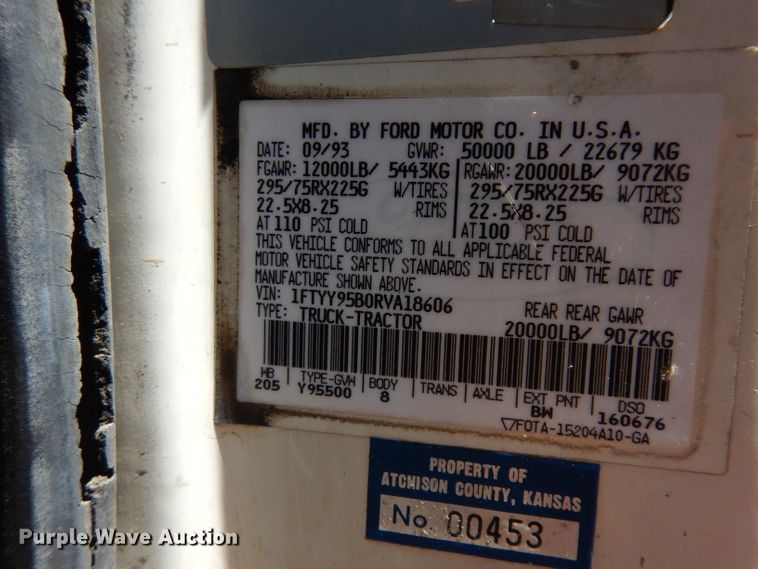 MFD. BY FORD MOTOR CO. IN U.S.A.
DATE: 09/93 GVWR: 50000 LB / 22679 KG
FGAWR: 12000LB/ 5443KG RGAWR: 20000LB/ 9072KG
295/75RX225G W/TIRES 295/75RX225G W/TIRES
22.5X8.25 RIMS 22.5X8.25 RIMS
AT 110 PSI COLD AT 100 PSI COLD
THIS VEHICLE CONFORMS TO ALL APPLICABLE FEDERAL
MOTOR VEHICLE SAFETY STANDARDS IN EFFECT ON THE DATE OF
MANUFACTURE SHOWN ABOVE.
VIN: 1FTYY95B0RVA18606 REAR REAR GAWR
TYPE: TRUCK-TRACTOR 20000LB/ 9072KG
WB TYPE-GVW BODY TRANS AXLE EXT PNT DSO
205 Y95500 8 BW 160676
F0TA-15204A10-GA
PROPERTY OF
ATCHISON COUNTY, KANSAS
No 00453
Purple Wave Auction